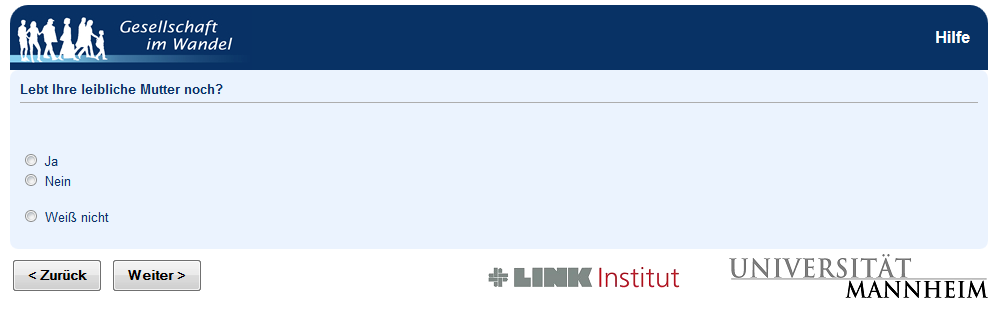 Gesellschaft
im Wandel
Hilfe
Lebt Ihre leibliche Mutter noch?
Ja
Nein
Weiß nicht
< Zurück
Weiter >
LINK Institut
UNIVERSITÄT
MANNHEIM